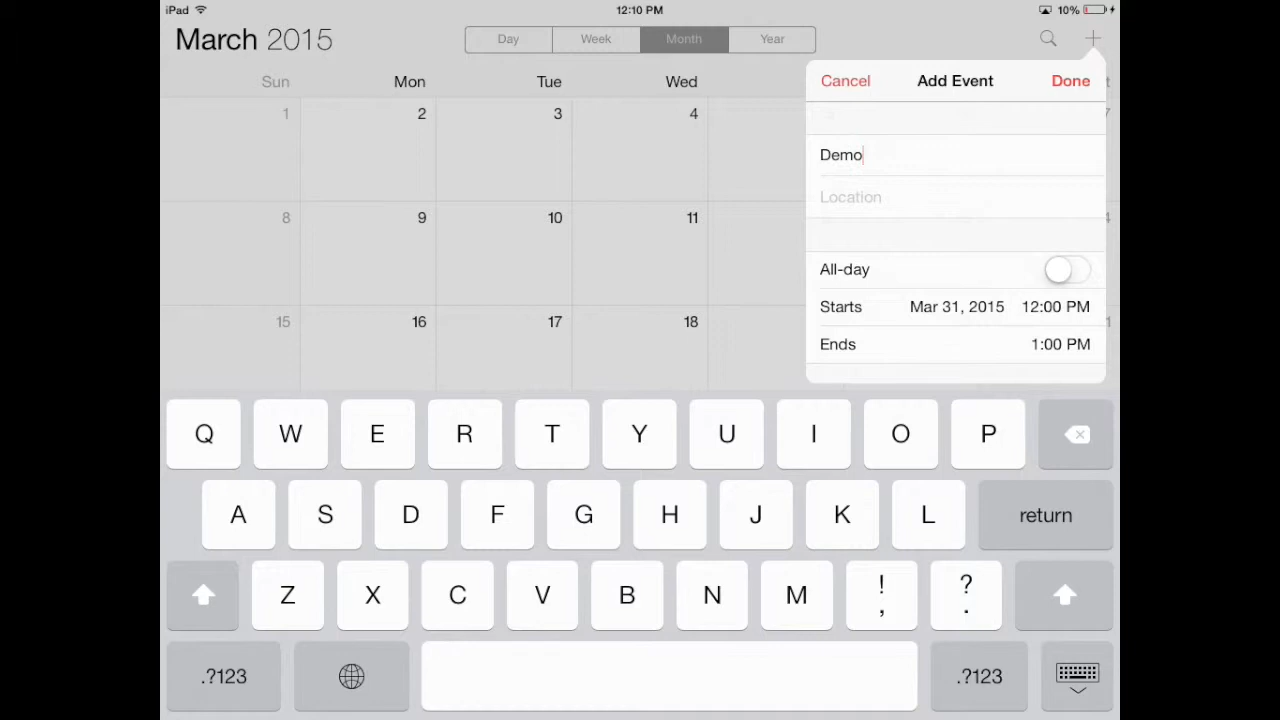 iPad 12:10 PM 10%
March 2015 Day Week Month Year
Sun Mon Tue Wed
1 2 3 4 7
8 9 10 11
15 16 17 18
Cancel Add Event Done
Demo
Location
All-day
Starts Mar 31, 2015 12:00 PM
Ends 1:00 PM
Q W E R T Y U I O P
A S D F G H J K L return
Z X C V B N M ! , ? .
.?123 .?123